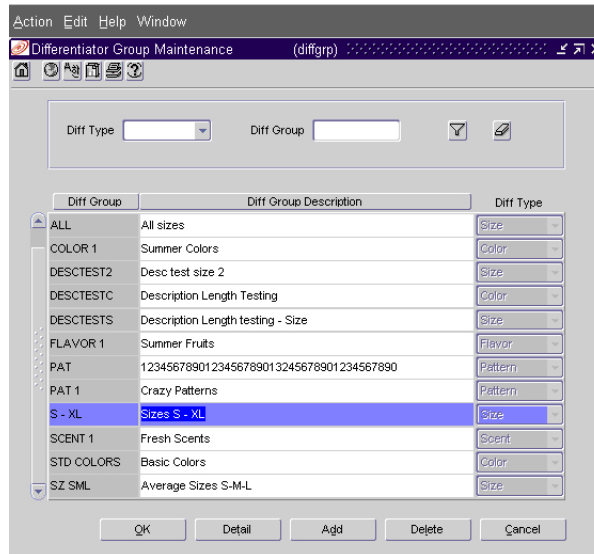 Action Edit Help Window
Differentiator Group Maintenance (diffgrp)
Diff Type Diff Group
Diff Group Diff Group Description Diff Type
ALL All sizes Size
COLOR 1 Summer Colors Color
DESCTEST2 Desc test size 2 Size
DESCTESTC Description Length Testing Color
DESCTESTS Description Length testing - Size Size
FLAVOR 1 Summer Fruits Flavor
PAT 1234567890123456789013245678901234567890 Pattern
PAT 1 Crazy Patterns Pattern
S - XL Sizes S - XL Size
SCENT 1 Fresh Scents Scent
STD COLORS Basic Colors Color
SZ SML Average Sizes S-M-L Size
OK Detail Add Delete Cancel